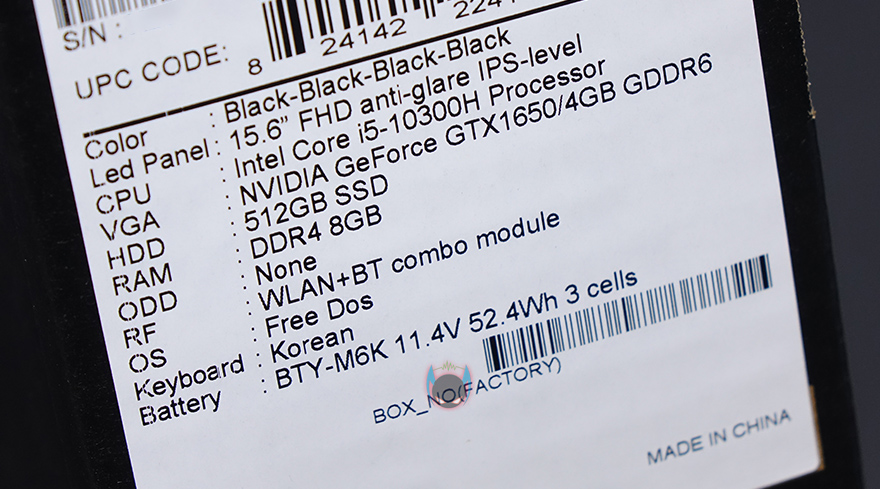 S/N :
UPC CODE:
8 24142 224
Color : Black-Black-Black-Black
Led Panel : 15.6” FHD anti-glare IPS-level
CPU : Intel Core i5-10300H Processor
VGA : NVIDIA GeForce GTX1650/4GB GDDR6
HDD : 512GB SSD
RAM : DDR4 8GB
ODD : None
RF : WLAN+BT combo module
OS : Free Dos
Keyboard : Korean
Battery : BTY-M6K 11.4V 52.4Wh 3 cells
BOX_NO(FACTORY)
MADE IN CHINA